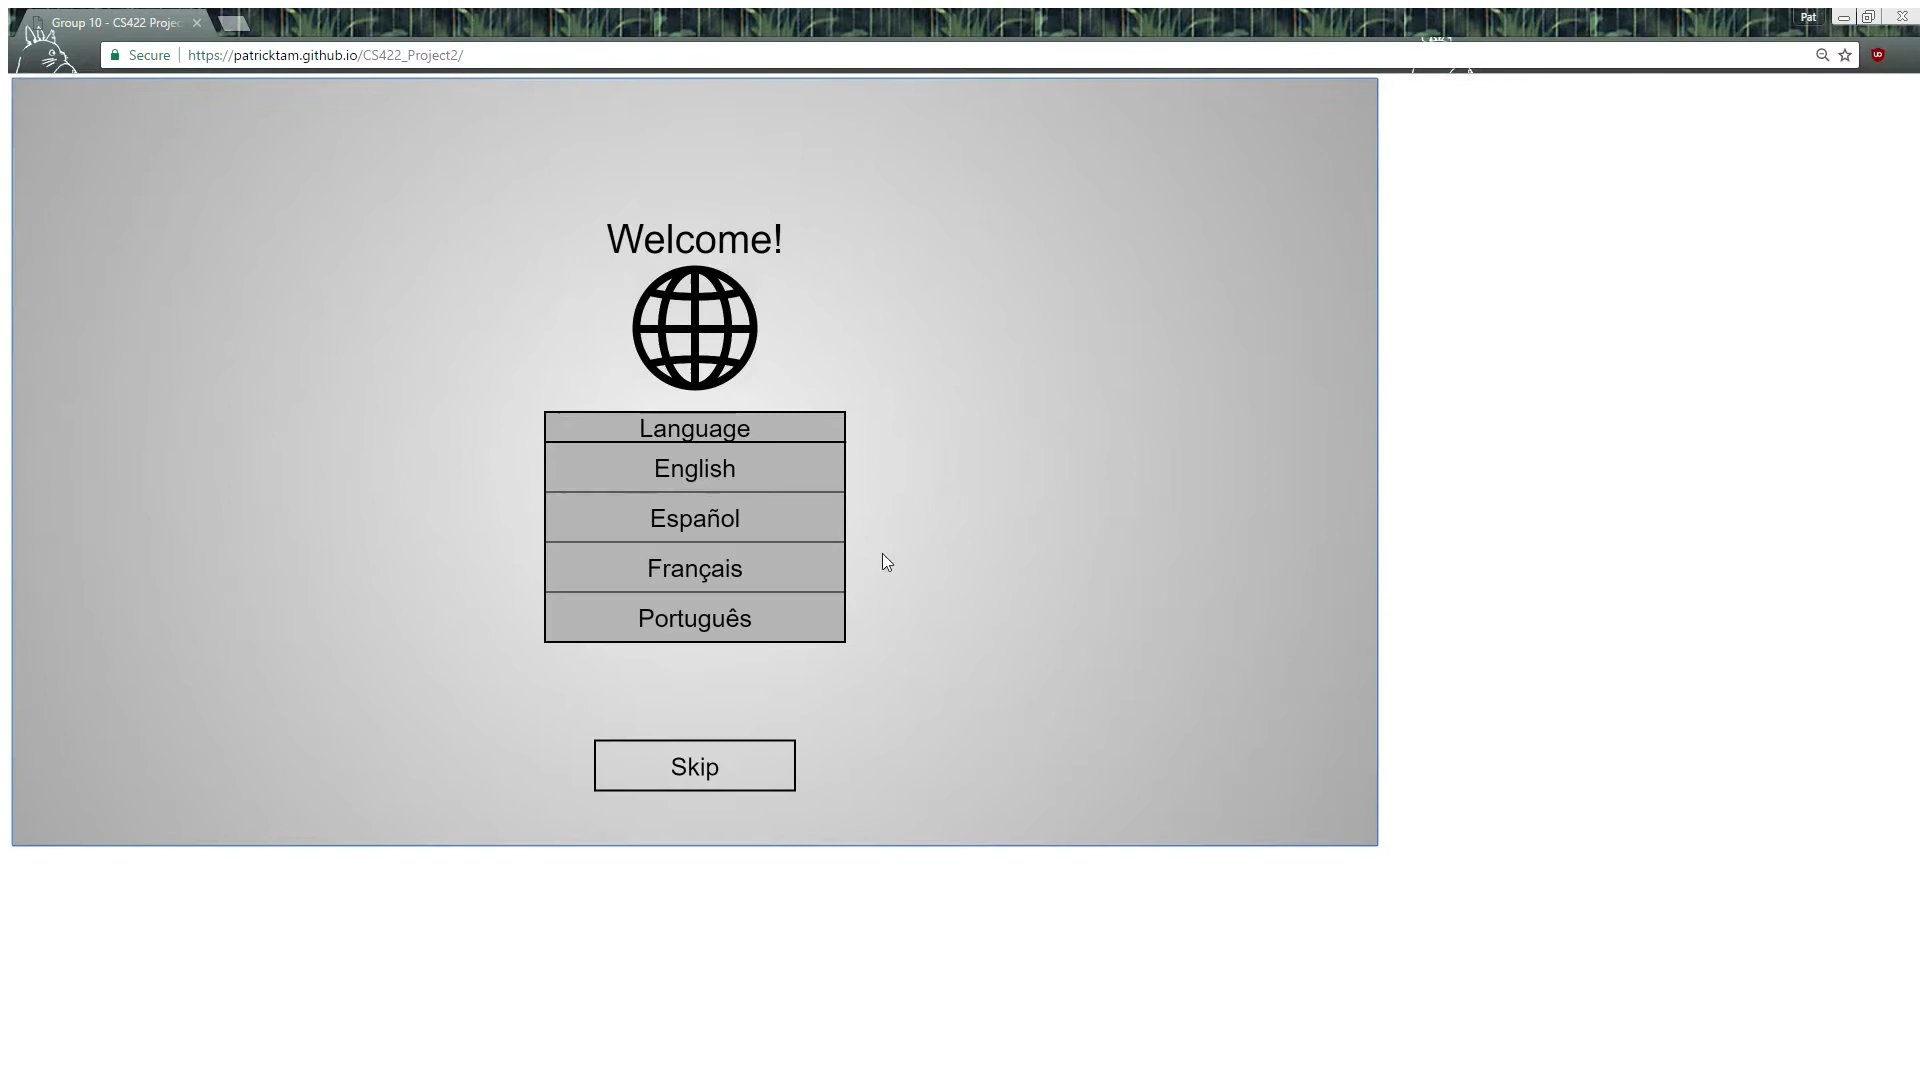 Group 10 - CS422 Projec
Pat
Secure
https://patricktam.github.io/CS422_Project2/
Welcome!
Language
English
Español
Français
Português
Skip